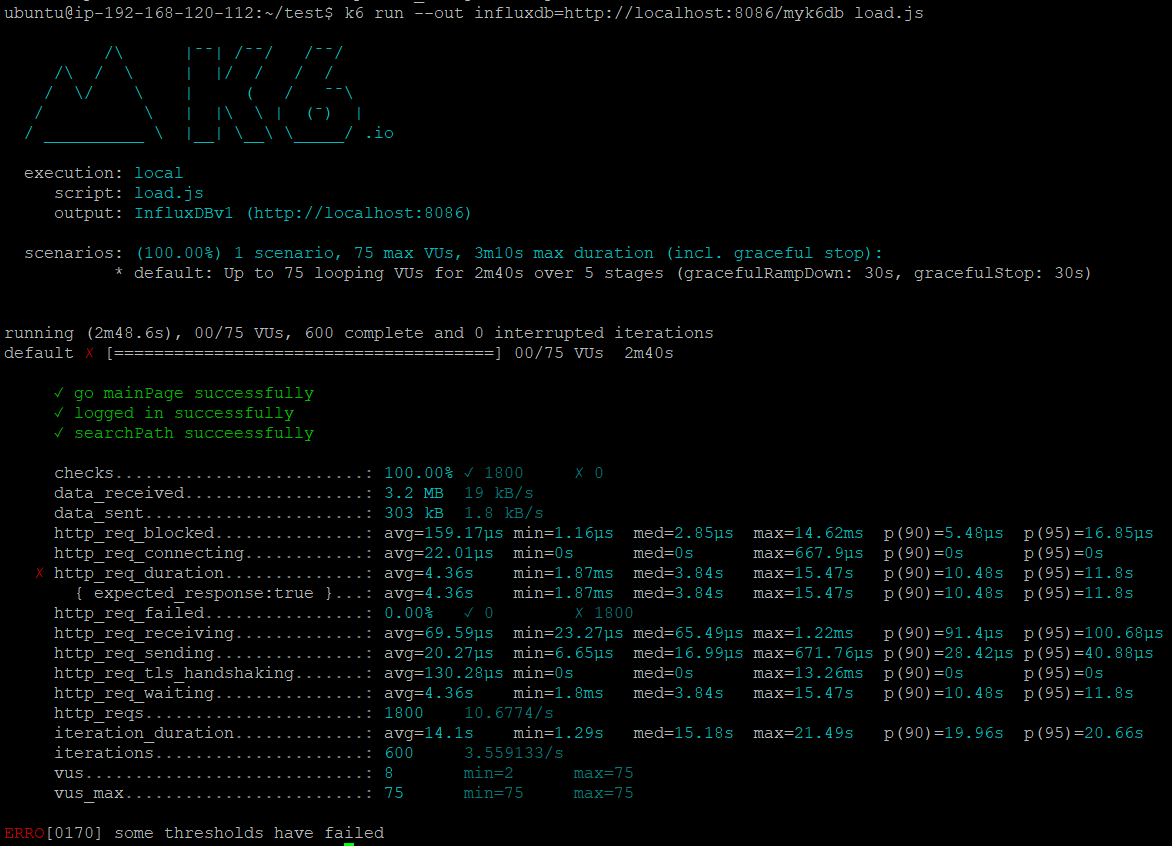 ubuntu@ip-192-168-120-112:~/test$ k6 run --out influxdb=http://localhost:8086/myk6db load.js
          /\      |‾‾| /‾‾/   /‾‾/
     /\  /  \     |  |/  /   /  /
    /  \/    \    |     (   /   ‾‾\
   /          \   |  |\  \ |  (‾)  |
  / __________ \  |__| \__\ \_____/ .io
  execution: local
     script: load.js
     output: InfluxDBv1 (http://localhost:8086)
  scenarios: (100.00%) 1 scenario, 75 max VUs, 3m10s max duration (incl. graceful stop):
           * default: Up to 75 looping VUs for 2m40s over 5 stages (gracefulRampDown: 30s, gracefulStop: 30s)
running (2m48.6s), 00/75 VUs, 600 complete and 0 interrupted iterations
default ✗ [======================================] 00/75 VUs  2m40s
     ✓ go mainPage successfully
     ✓ logged in successfully
     ✓ searchPath succeessfully
     checks.........................: 100.00% ✓ 1800     ✗ 0
     data_received..................: 3.2 MB  19 kB/s
     data_sent......................: 303 kB  1.8 kB/s
     http_req_blocked...............: avg=159.17µs min=1.16µs  med=2.85µs  max=14.62ms  p(90)=5.48µs  p(95)=16.85µs
     http_req_connecting............: avg=22.01µs  min=0s      med=0s      max=667.9µs  p(90)=0s      p(95)=0s
   ✗ http_req_duration..............: avg=4.36s    min=1.87ms  med=3.84s   max=15.47s   p(90)=10.48s  p(95)=11.8s
       { expected_response:true }...: avg=4.36s    min=1.87ms  med=3.84s   max=15.47s   p(90)=10.48s  p(95)=11.8s
     http_req_failed................: 0.00%   ✓ 0        ✗ 1800
     http_req_receiving.............: avg=69.59µs  min=23.27µs med=65.49µs max=1.22ms   p(90)=91.4µs  p(95)=100.68µs
     http_req_sending...............: avg=20.27µs  min=6.65µs  med=16.99µs max=671.76µs p(90)=28.42µs p(95)=40.88µs
     http_req_tls_handshaking.......: avg=130.28µs min=0s      med=0s      max=13.26ms  p(90)=0s      p(95)=0s
     http_req_waiting...............: avg=4.36s    min=1.8ms   med=3.84s   max=15.47s   p(90)=10.48s  p(95)=11.8s
     http_reqs......................: 1800    10.6774/s
     iteration_duration.............: avg=14.1s    min=1.29s   med=15.18s  max=21.49s   p(90)=19.96s  p(95)=20.66s
     iterations.....................: 600     3.559133/s
     vus............................: 8       min=2      max=75
     vus_max........................: 75      min=75     max=75
ERRO[0170] some thresholds have failed